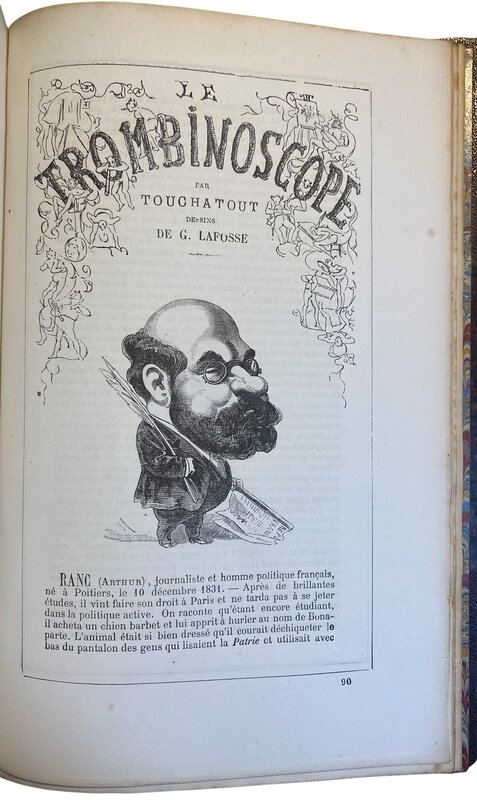 LE
TROMBINOSCOPE
PAR
TOUCHATOUT
DESSINS
DE G. LAFOSSE
RANC (ARTHUR), journaliste et homme politique français,
né à Poitiers, le 10 décembre 1831. — Après de brillantes
études, il vint faire son droit à Paris et ne tarda pas à se jeter
dans la politique active. On raconte qu'étant encore étudiant,
il acheta un chien barbet et lui apprit à hurler au nom de Bona-
parte. L'animal était si bien dressé qu'il courait déchiqueter le
bas du pantalon des gens qui lisaient la Patrie et utilisait avec
90